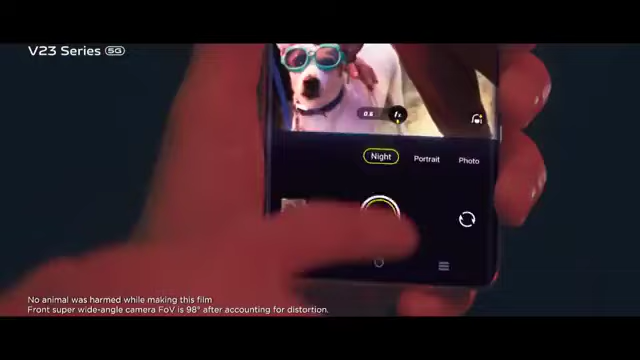 V23 Series 5G
0.6 1x
Night Portrait Photo
No animal was harmed while making this film
Front super wide-angle camera FoV is 98° after accounting for distortion.